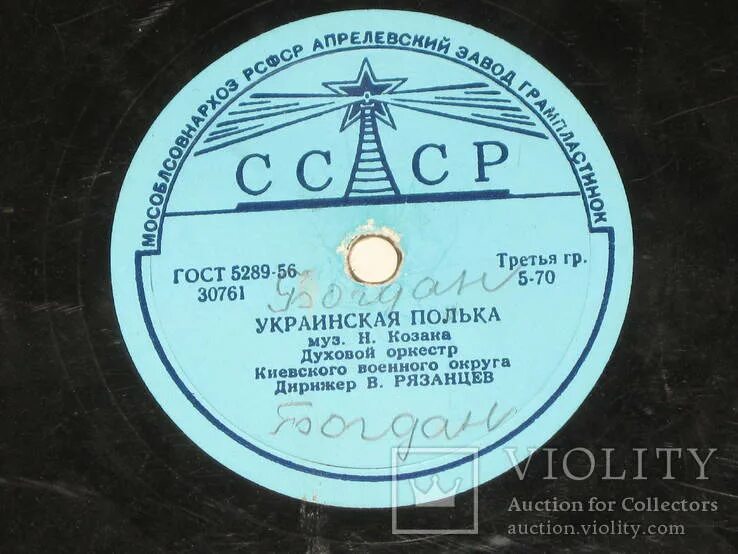 МОСОБЛСОВНАРХОЗ РСФСР АПРЕЛЕВСКИЙ ЗАВОД ГРАМПЛАСТИНОК
СССР
ГОСТ 5289-56
30761
Третья гр.
5-70
Богдан
УКРАИНСКАЯ ПОЛЬКА
муз. Н. Козака
Духовой оркестр
Киевского военного округа
Дирижер В. РЯЗАНЦЕВ
Богдан
VIOLITY
Auction for Collectors
auction.violity.com